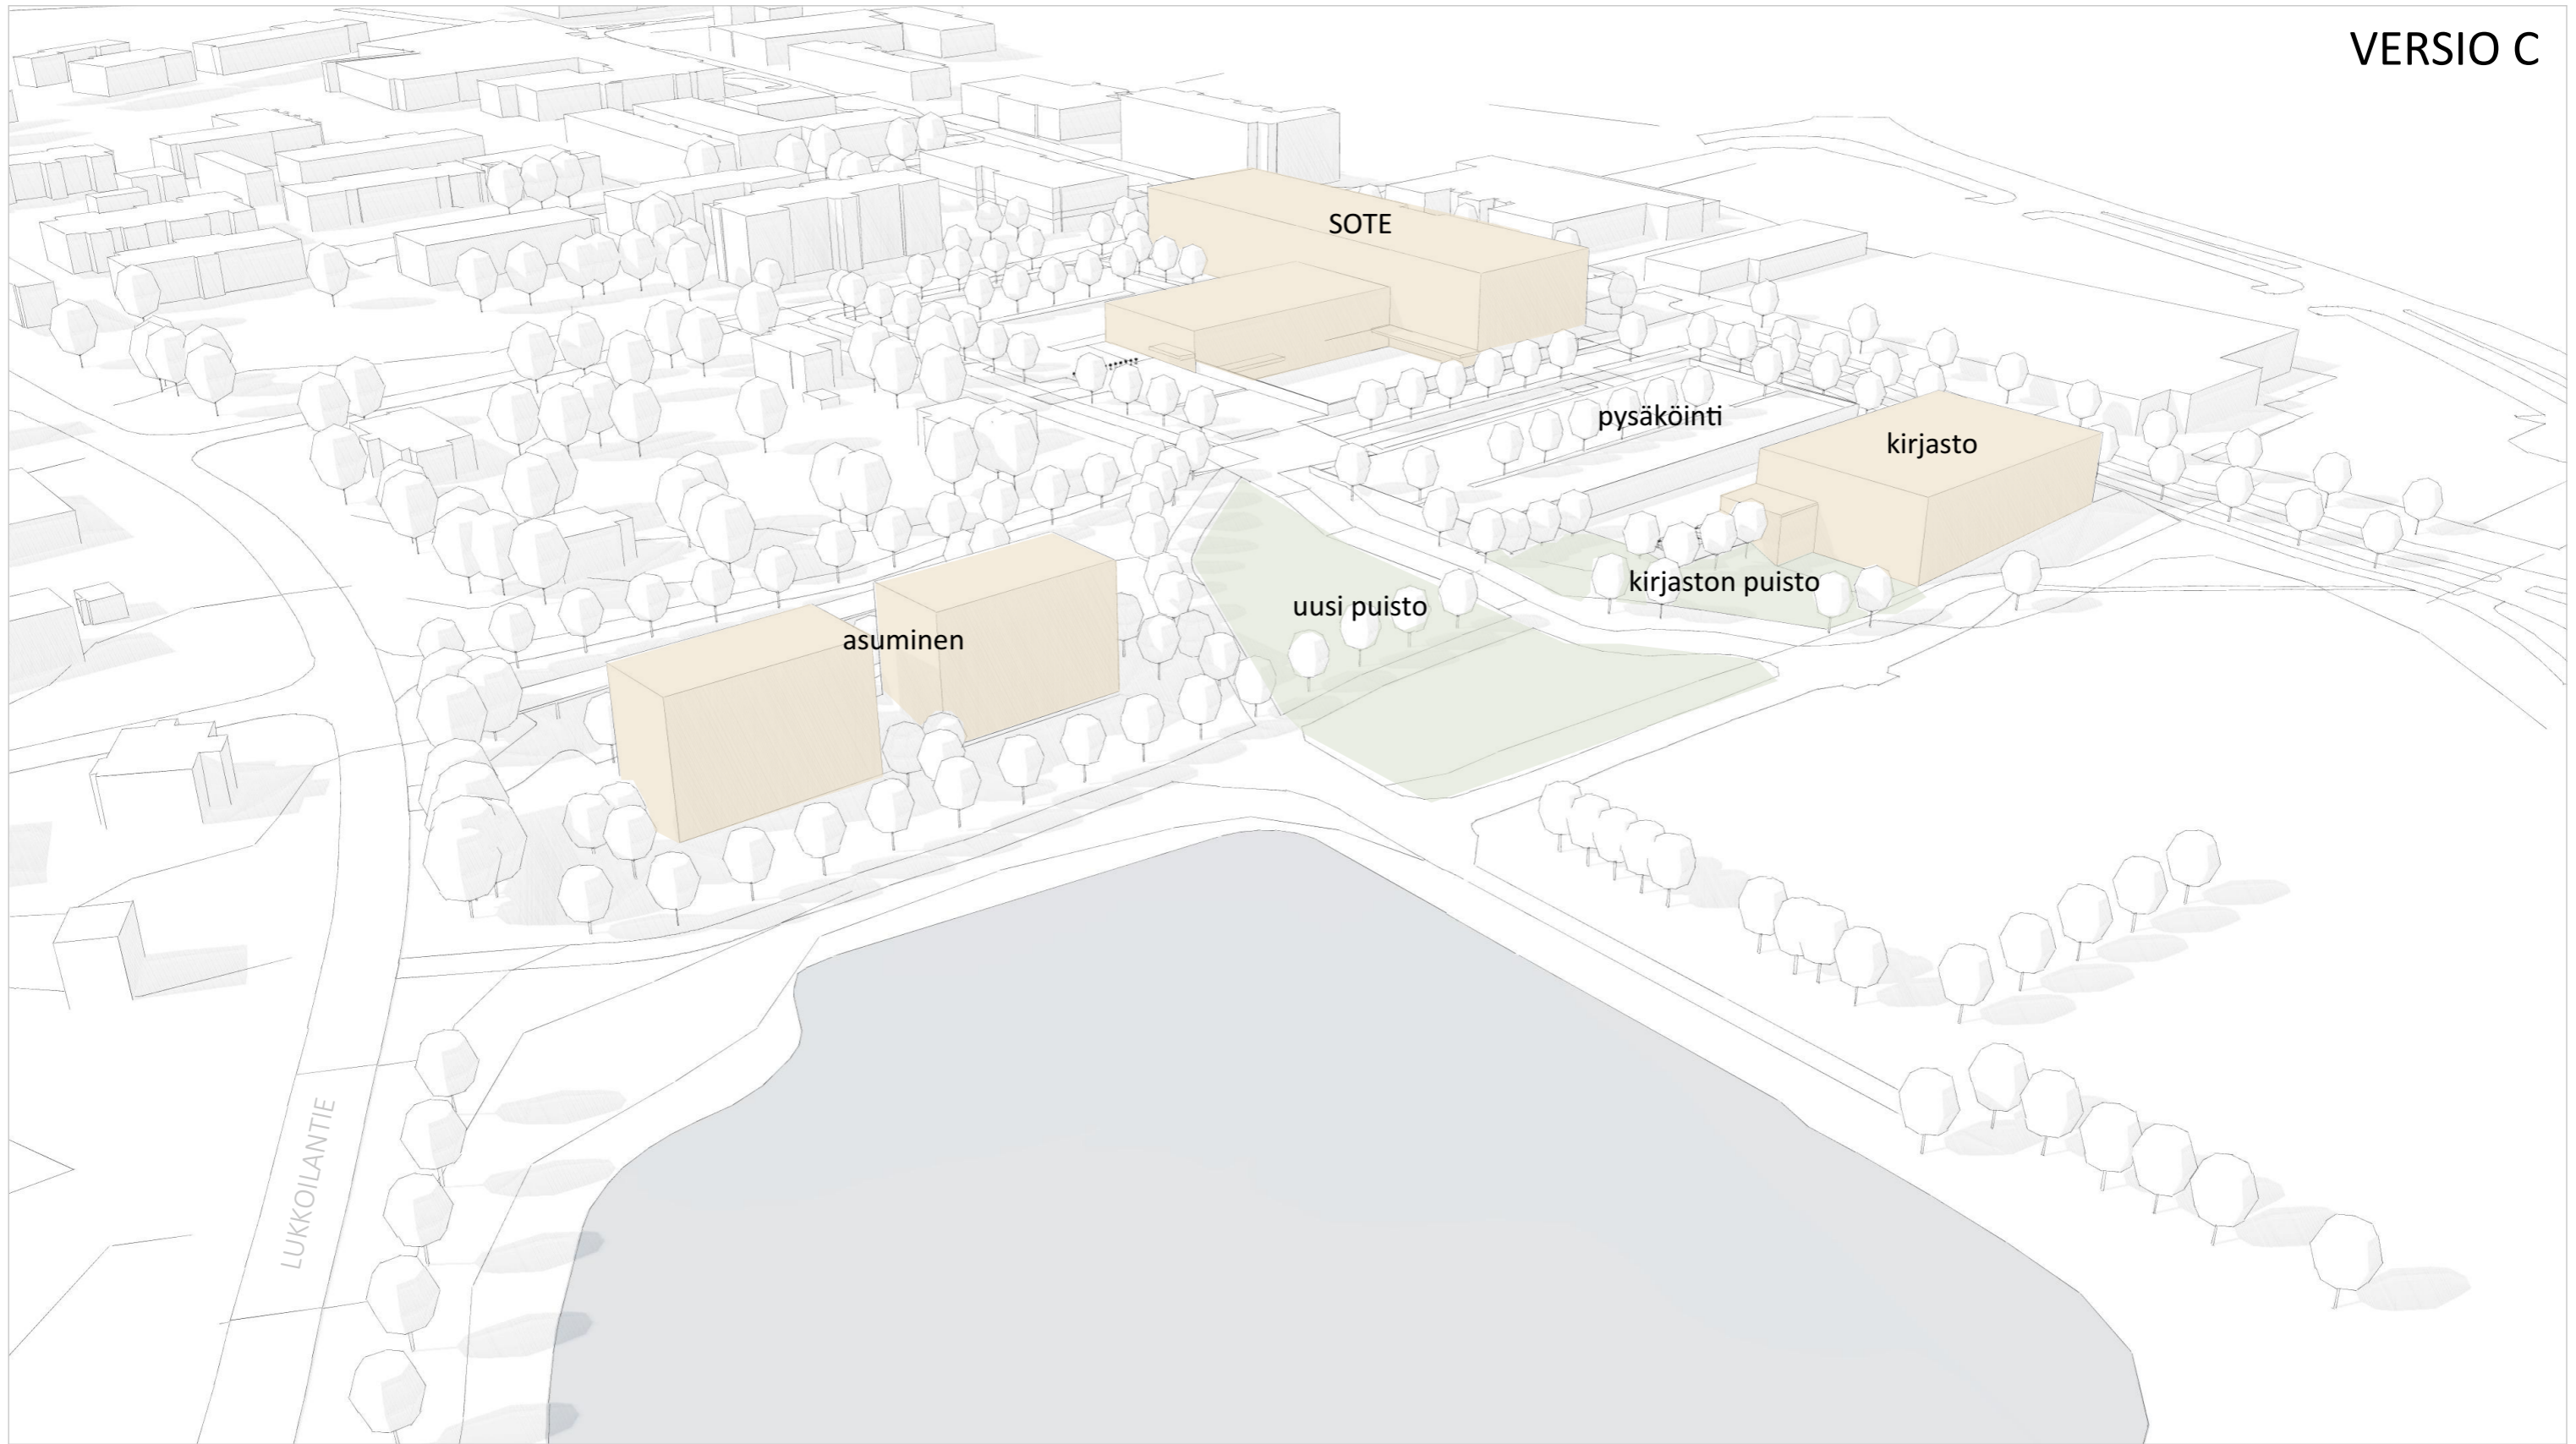 VERSIO C
SOTE
pysäköinti
kirjasto
kirjaston puisto
uusi puisto
asuminen
LUKKOILANTIE